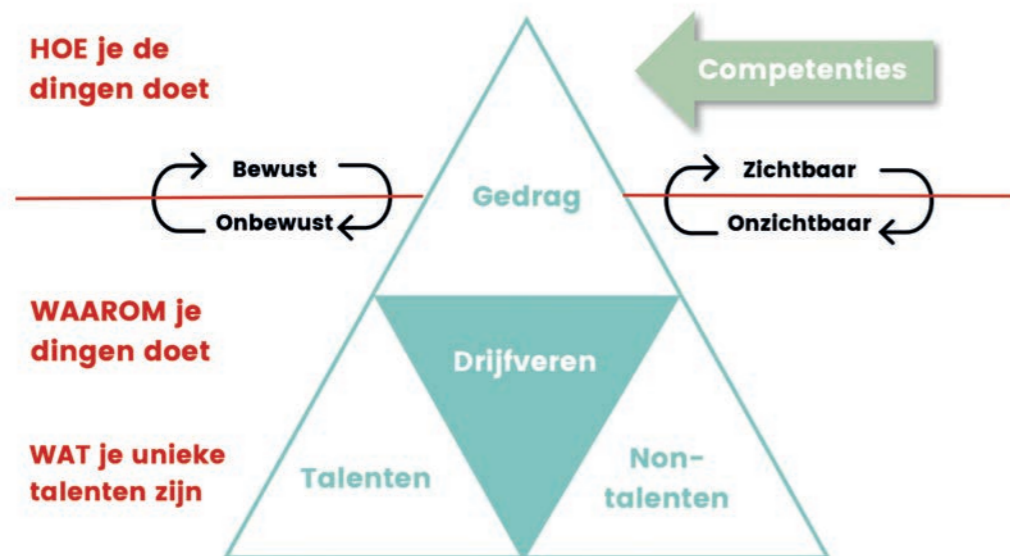 HOE je de
dingen doet
Competenties
Bewust
Onbewust
Zichtbaar
Onzichtbaar
Gedrag
WAAROM je
dingen doet
Drijfveren
WAT je unieke
talenten zijn
Talenten
Non-
talenten